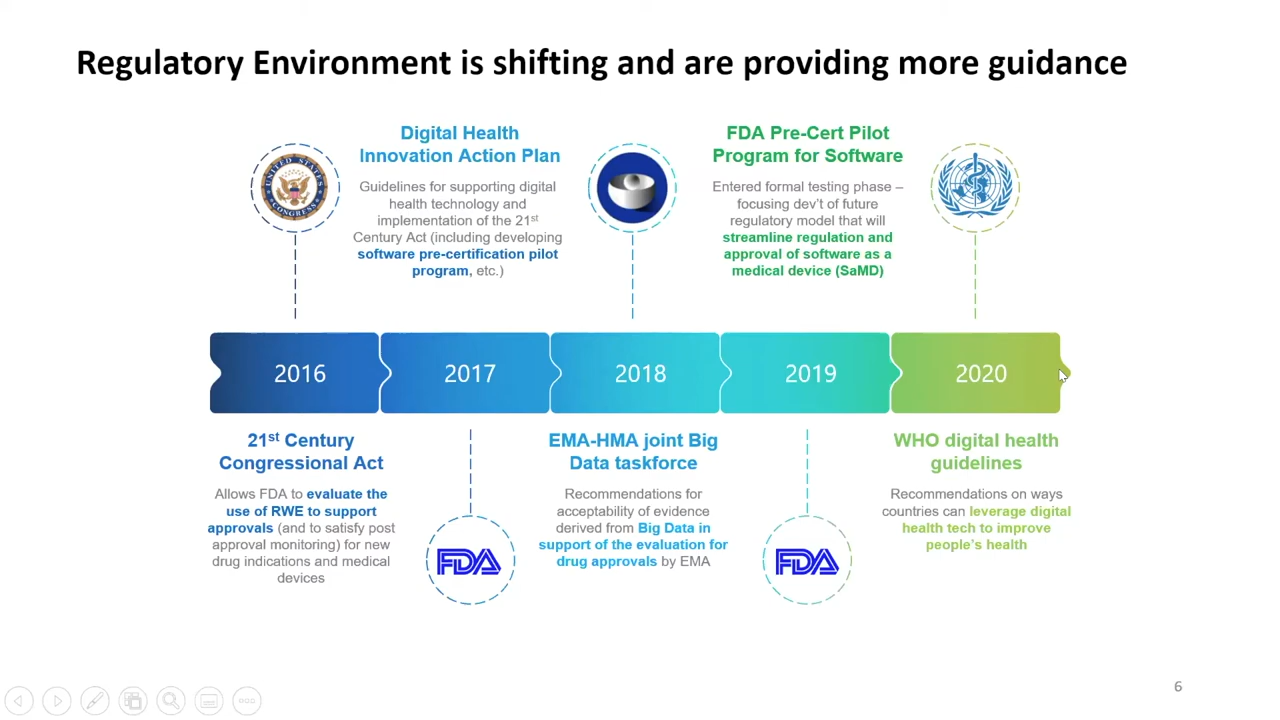 Regulatory Environment is shifting and are providing more guidance
UNITED STATES
CONGRESS
Digital Health
Innovation Action Plan
Guidelines for supporting digital
health technology and
implementation of the 21st
Century Act (including developing
software pre-certification pilot
program, etc.)
FDA Pre-Cert Pilot
Program for Software
Entered formal testing phase –
focusing dev't of future
regulatory model that will
streamline regulation and
approval of software as a
medical device (SaMD)
2016
2017
2018
2019
2020
21st Century
Congressional Act
Allows FDA to evaluate the
use of RWE to support
approvals (and to satisfy post
approval monitoring) for new
drug indications and medical
devices
FDA
EMA-HMA joint Big
Data taskforce
Recommendations for
acceptability of evidence
derived from Big Data in
support of the evaluation for
drug approvals by EMA
FDA
WHO digital health
guidelines
Recommendations on ways
countries can leverage digital
health tech to improve
people's health
6